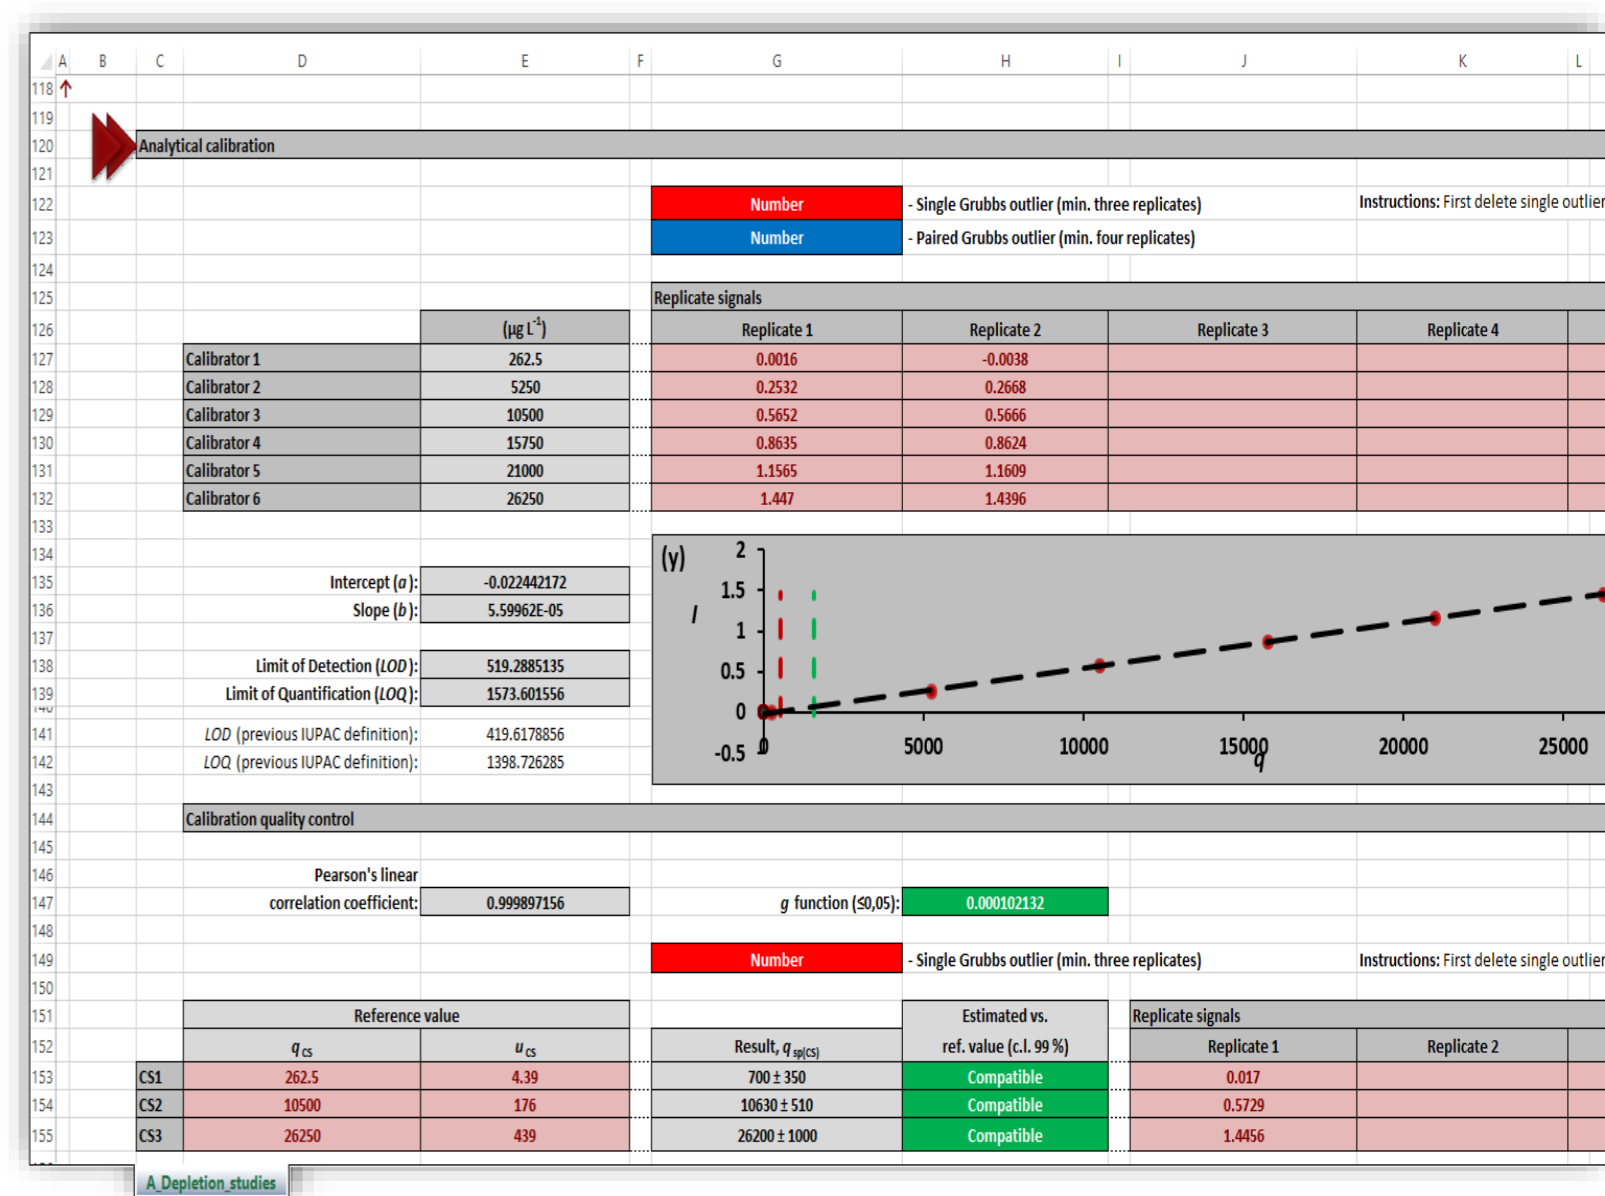 A B C D E F G H I J K L
118
119
120 Analytical calibration
121
122 Number - Single Grubbs outlier (min. three replicates) Instructions: First delete single outlier
123 Number - Paired Grubbs outlier (min. four replicates)
124
125 Replicate signals
126 (µg L⁻¹) Replicate 1 Replicate 2 Replicate 3 Replicate 4
127 Calibrator 1 262.5 0.0016 -0.0038
128 Calibrator 2 5250 0.2532 0.2668
129 Calibrator 3 10500 0.5652 0.5666
130 Calibrator 4 15750 0.8635 0.8624
131 Calibrator 5 21000 1.1565 1.1609
132 Calibrator 6 26250 1.447 1.4396
133
134 (y) 2
135 Intercept (a): -0.022442172 1.5
136 Slope (b): 5.59962E-05 I
137 1
138 Limit of Detection (LOD): 519.2885135 0.5
139 Limit of Quantification (LOQ): 1573.601556 0
140
141 LOD (previous IUPAC definition): 419.6178856 -0.5 0 5000 10000 15000 20000 25000
142 LOQ (previous IUPAC definition): 1398.726285 q
143
144 Calibration quality control
145
146 Pearson's linear
147 correlation coefficient: 0.999897156 g function (≤0,05): 0.000102132
148
149 Number - Single Grubbs outlier (min. three replicates) Instructions: First delete single outlier
150
151 Reference value Estimated vs. Replicate signals
152 q CS u CS Result, q sp(CS) ref. value (c.l. 99 %) Replicate 1 Replicate 2
153 CS1 262.5 4.39 700 ± 350 Compatible 0.017
154 CS2 10500 176 10630 ± 510 Compatible 0.5729
155 CS3 26250 439 26200 ± 1000 Compatible 1.4456
A_Depletion_studies